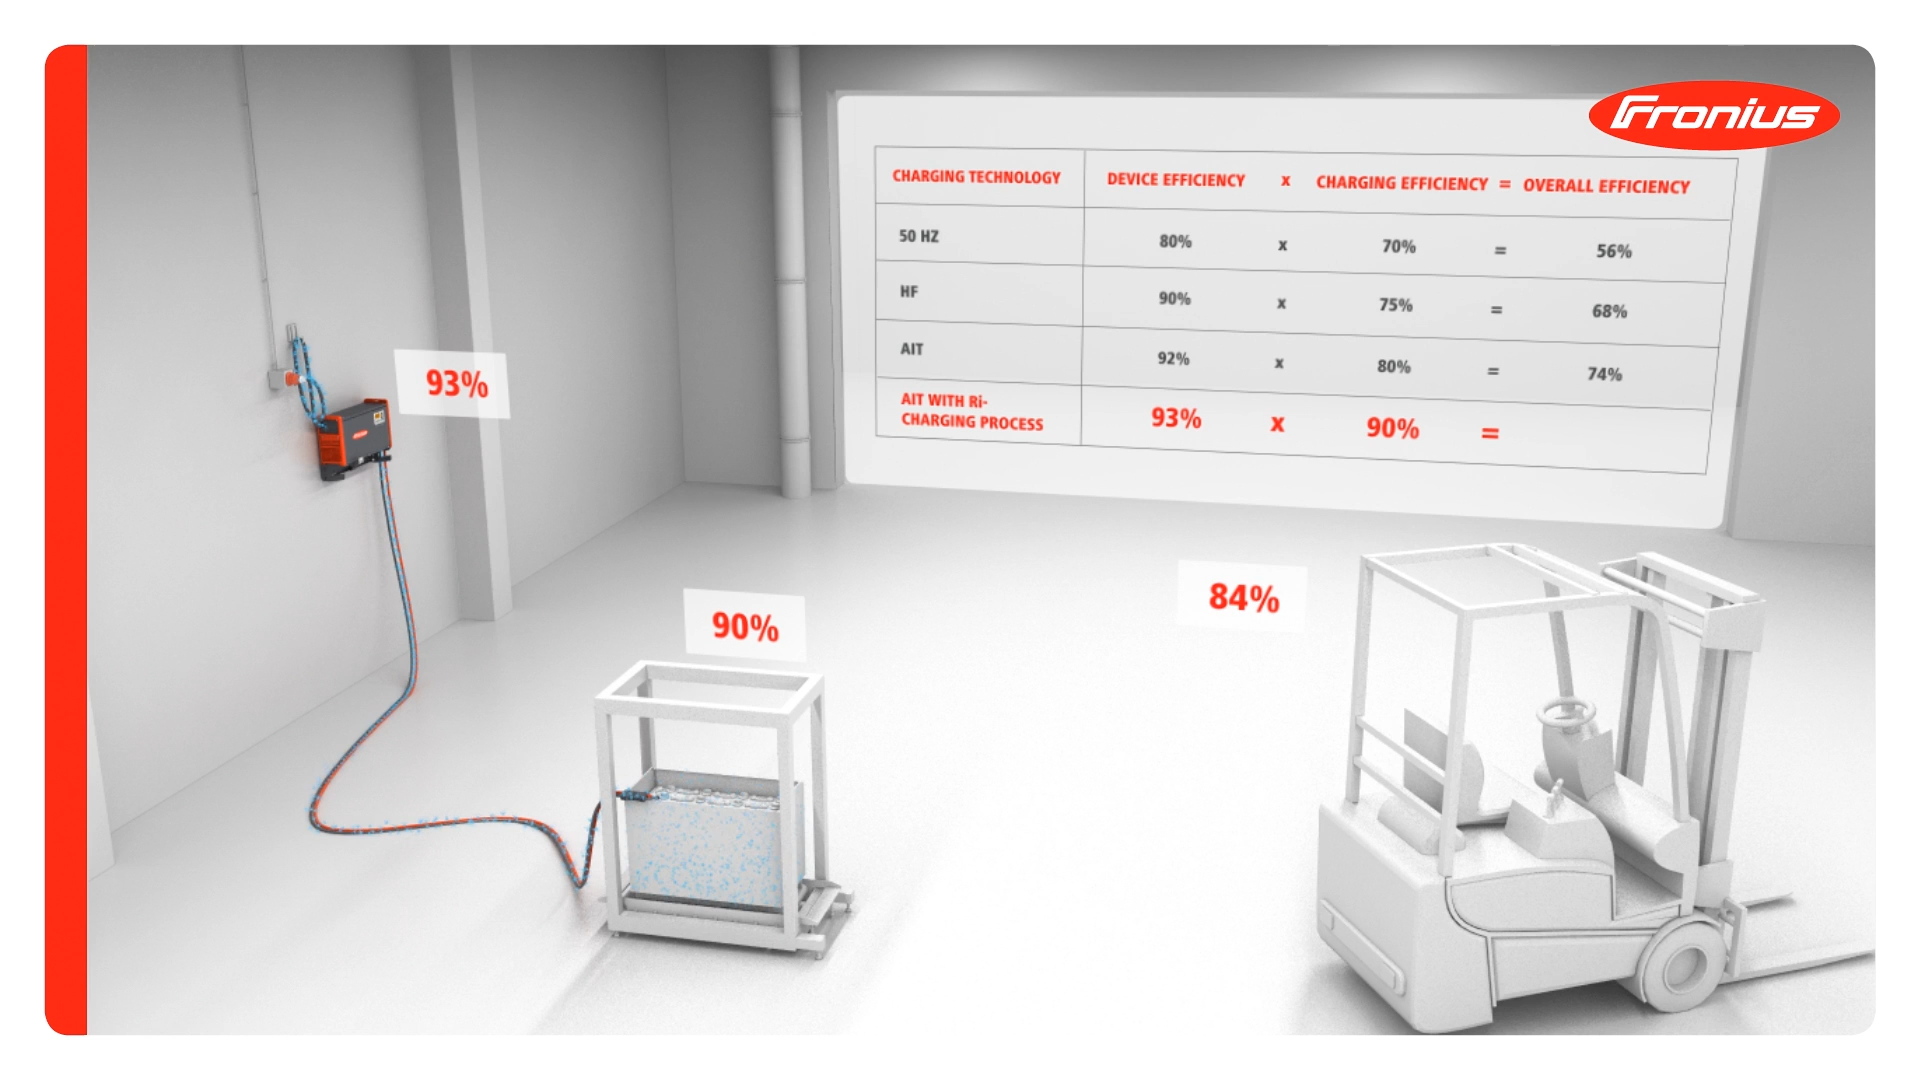 Fronius
CHARGING TECHNOLOGY DEVICE EFFICIENCY x CHARGING EFFICIENCY = OVERALL EFFICIENCY
50 HZ 80% x 70% = 56%
HF 90% x 75% = 68%
AIT 92% x 80% = 74%
AIT WITH Ri-
CHARGING PROCESS 93% x 90% =
93%
84%
90%